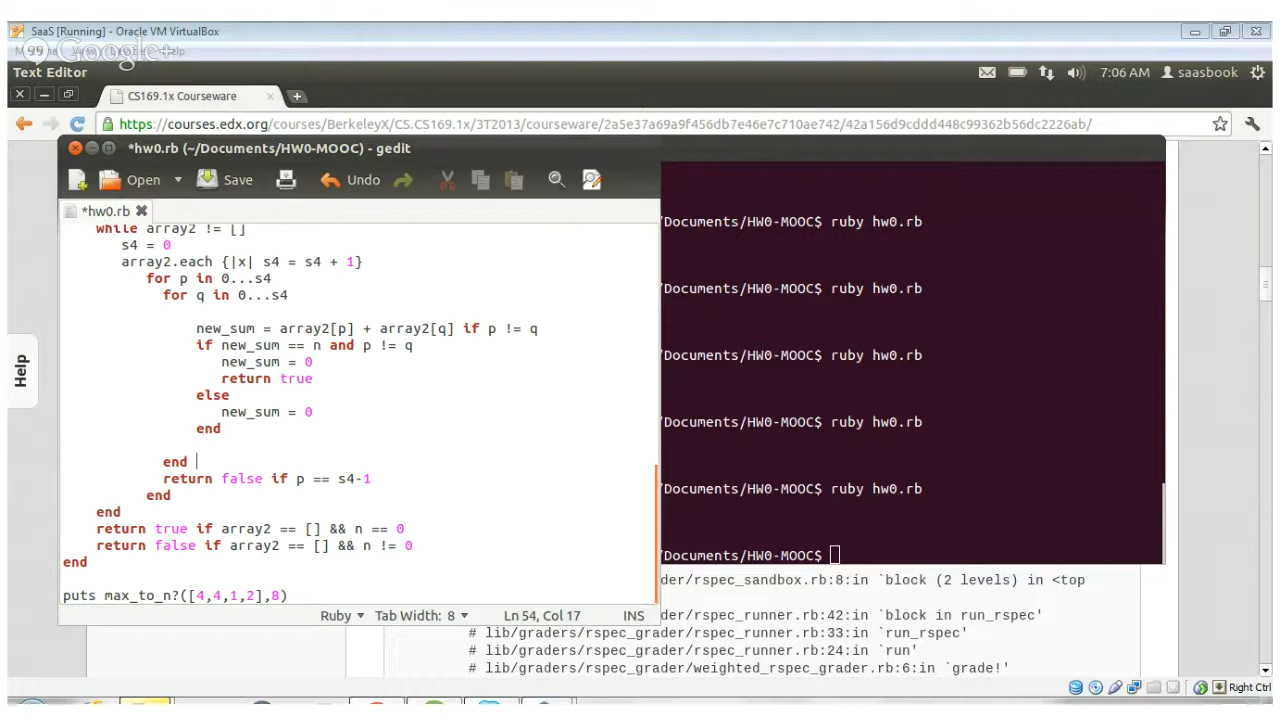 SaaS [Running] - Oracle VM VirtualBox
Google+
Help
Text Editor
7:06 AM saasbook
CS169.1x Courseware
https://courses.edx.org/courses/BerkeleyX/CS.CS169.1x/3T2013/courseware/2a5e37a69a9f456db7e46e7c710ae742/42a156d9cddd448c99362b56dc2226ab/
*hw0.rb (~/Documents/HW0-MOOC) - gedit
Open Save Undo
*hw0.rb
while array2 != []
s4 = 0
array2.each {|x| s4 = s4 + 1}
for p in 0...s4
for q in 0...s4
new_sum = array2[p] + array2[q] if p != q
if new_sum == n and p != q
new_sum = 0
return true
else
new_sum = 0
end
end
return false if p == s4-1
end
end
return true if array2 == [] && n == 0
return false if array2 == [] && n != 0
end
puts max_to_n?([4,4,1,2],8)
Ruby Tab Width: 8 Ln 54, Col 17 INS
/Documents/HW0-MOOC$ ruby hw0.rb
/Documents/HW0-MOOC$ ruby hw0.rb
/Documents/HW0-MOOC$ ruby hw0.rb
/Documents/HW0-MOOC$ ruby hw0.rb
/Documents/HW0-MOOC$ ruby hw0.rb
/Documents/HW0-MOOC$
der/rspec_sandbox.rb:8:in `block (2 levels) in <top
der/rspec_runner.rb:42:in `block in run_rspec'
# lib/graders/rspec_grader/rspec_runner.rb:33:in `run_rspec'
# lib/graders/rspec_grader/rspec_runner.rb:24:in `run'
# lib/graders/rspec_grader/weighted_rspec_grader.rb:6:in `grade!'
Help
Right Ctrl